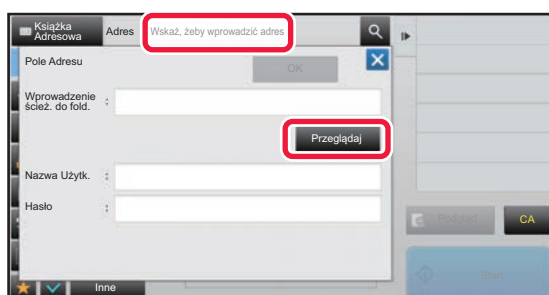 Książka
Adresowa
Adres
Wskaż, żeby wprowadzić adres
Pole Adresu
OK
Wprowadzenie :
ścież. do fold.
Przeglądaj
Nazwa Użytk. :
Hasło :
Podgląd
CA
Start
Inne